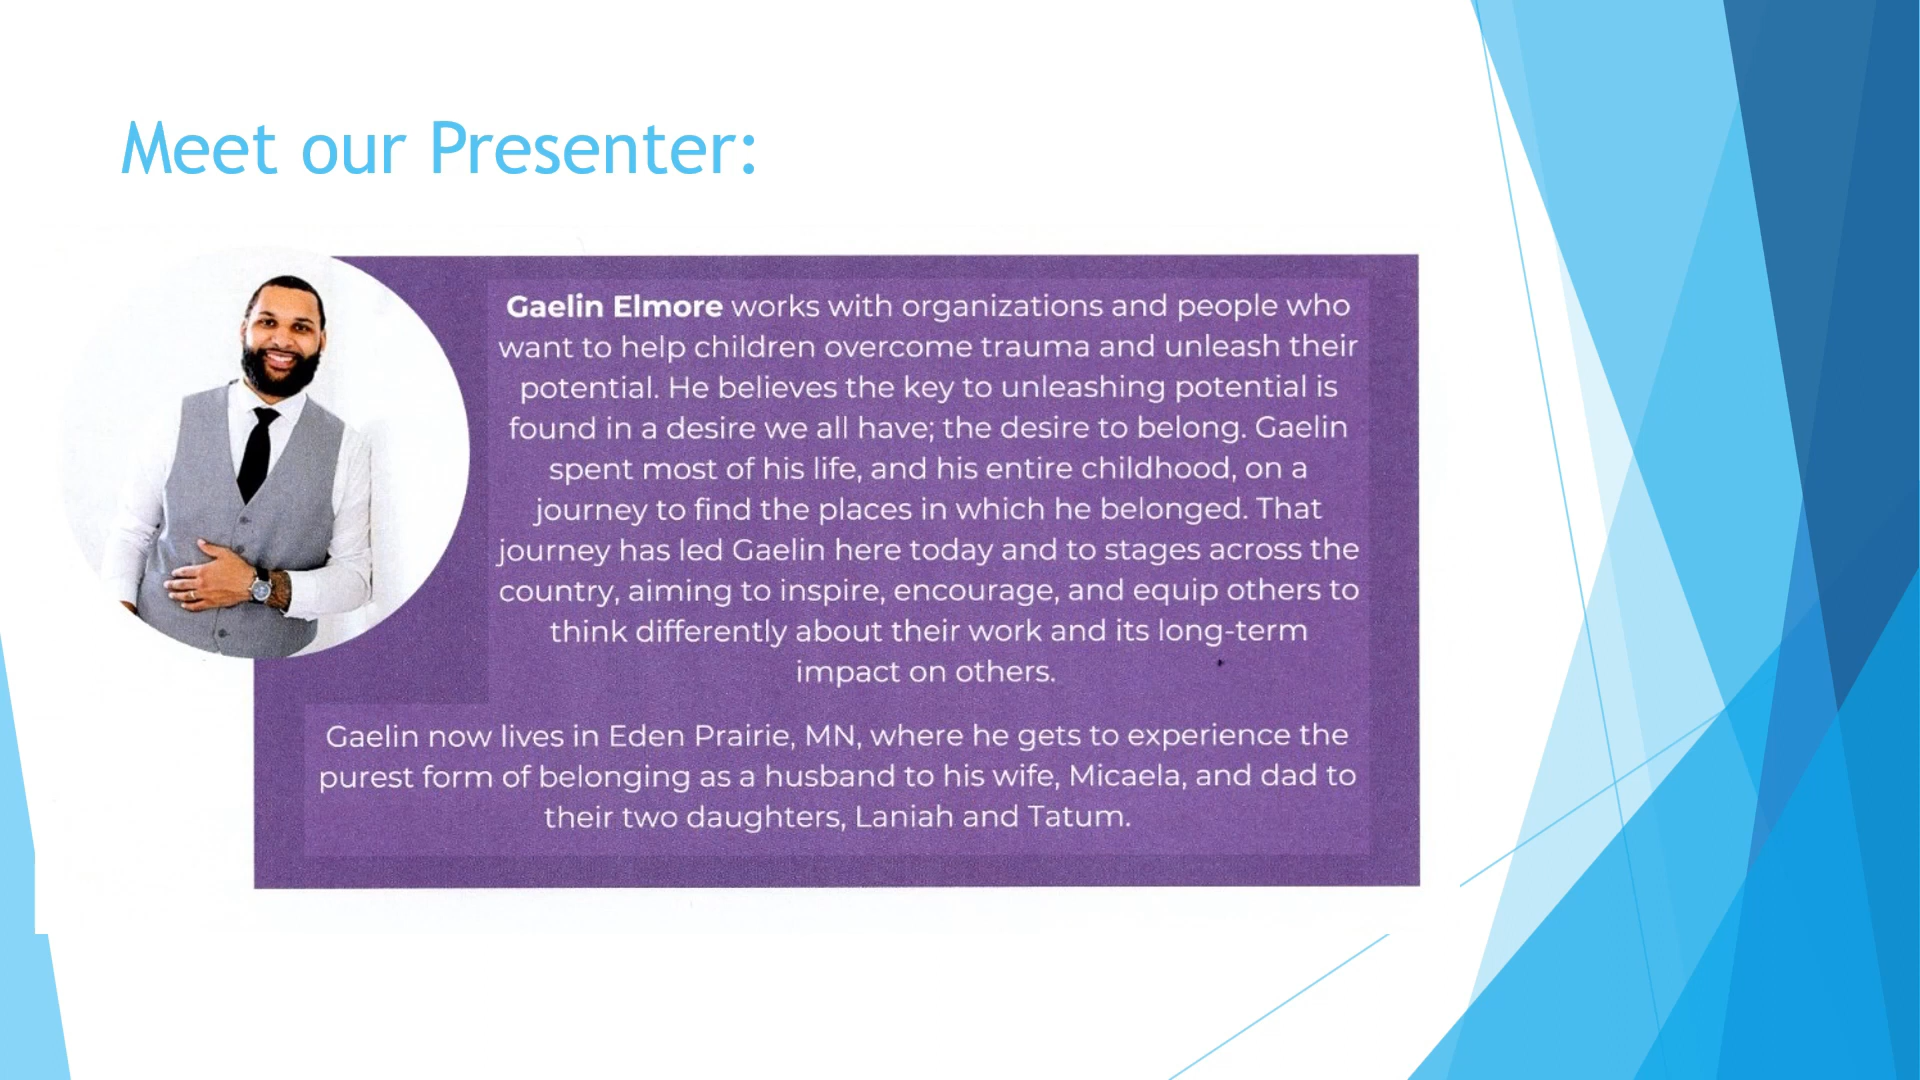 Meet our Presenter:
Gaelin Elmore works with organizations and people who
want to help children overcome trauma and unleash their
potential. He believes the key to unleashing potential is
found in a desire we all have; the desire to belong. Gaelin
spent most of his life, and his entire childhood, on a
journey to find the places in which he belonged. That
journey has led Gaelin here today and to stages across the
country, aiming to inspire, encourage, and equip others to
think differently about their work and its long-term
impact on others.
Gaelin now lives in Eden Prairie, MN, where he gets to experience the
purest form of belonging as a husband to his wife, Micaela, and dad to
their two daughters, Laniah and Tatum.